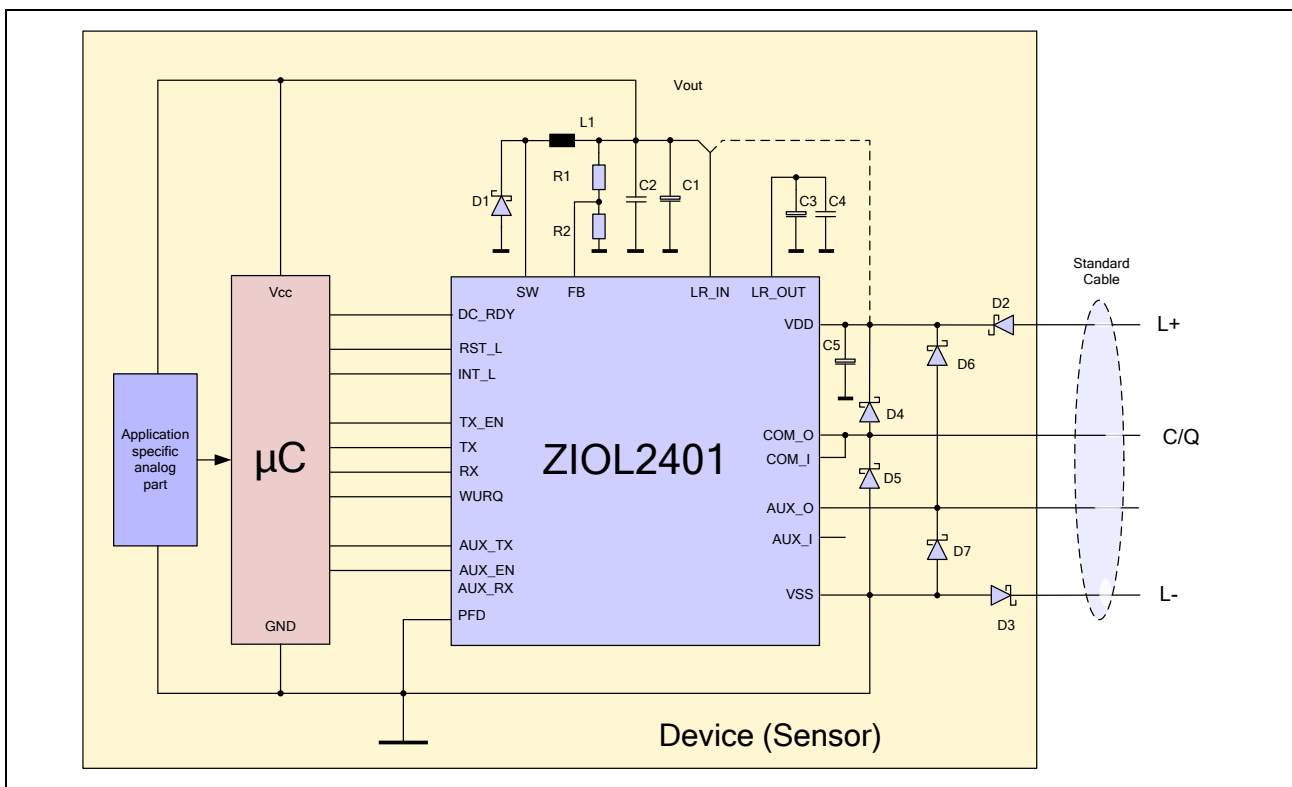 Vout
L1
R1
C2
C1
D1
R2
C3
C4
Standard
Cable
Vcc
SW
FB
LR_IN
LR_OUT
D2
DC_RDY
VDD
L+
RST_L
C5
D6
INT_L
D4
TX_EN
COM_O
C/Q
Application
specific
analog
part
µC
TX
ZIOL2401
COM_I
RX
D5
WURQ
AUX_O
AUX_TX
AUX_I
D7
AUX_EN
AUX_RX
VSS
L-
GND
PFD
D3
Device (Sensor)